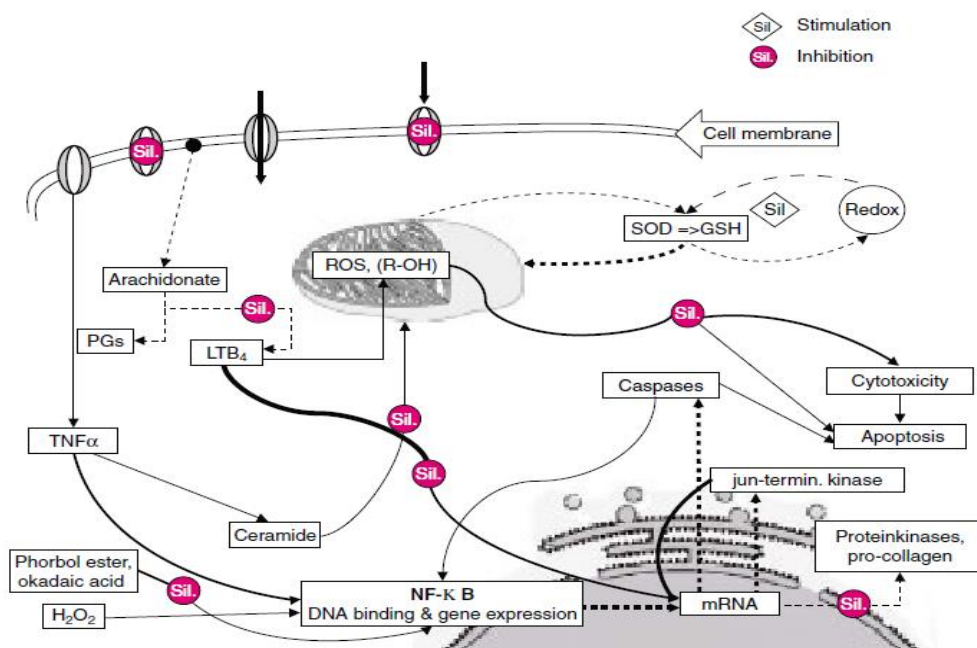 Sil
Stimulation
Sil.
Inhibition
Sil.
Sil.
Cell membrane
Sil
Redox
SOD =>GSH
ROS, (R-OH)
Arachidonate
Sil.
Sil.
PGs
LTB₄
Caspases
Cytotoxicity
Sil.
TNFα
Apoptosis
Sil.
jun-termin. kinase
Ceramide
Proteinkinases,
pro-collagen
Phorbol ester,
okadaic acid
Sil.
NF-κ B
DNA binding & gene expression
mRNA
Sil.
H₂O₂